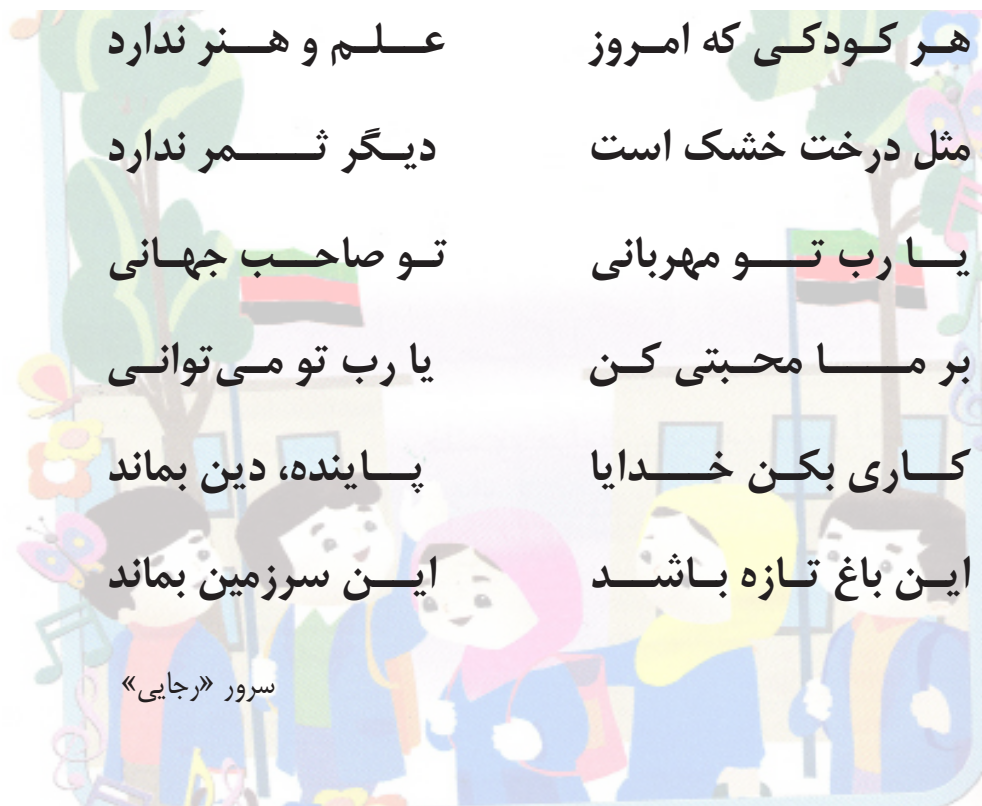 هر کودکی که امروز علم و هنر ندارد
مثل درخت خشک است دیگر ثمر ندارد
یا رب تو مهربانی تو صاحب جهانی
بر ما محبتی کن یا رب تو می‌توانی
کاری بکن خدایا پاینده، دین بماند
این باغ تازه باشد این سرزمین بماند
سرور «رجایی»